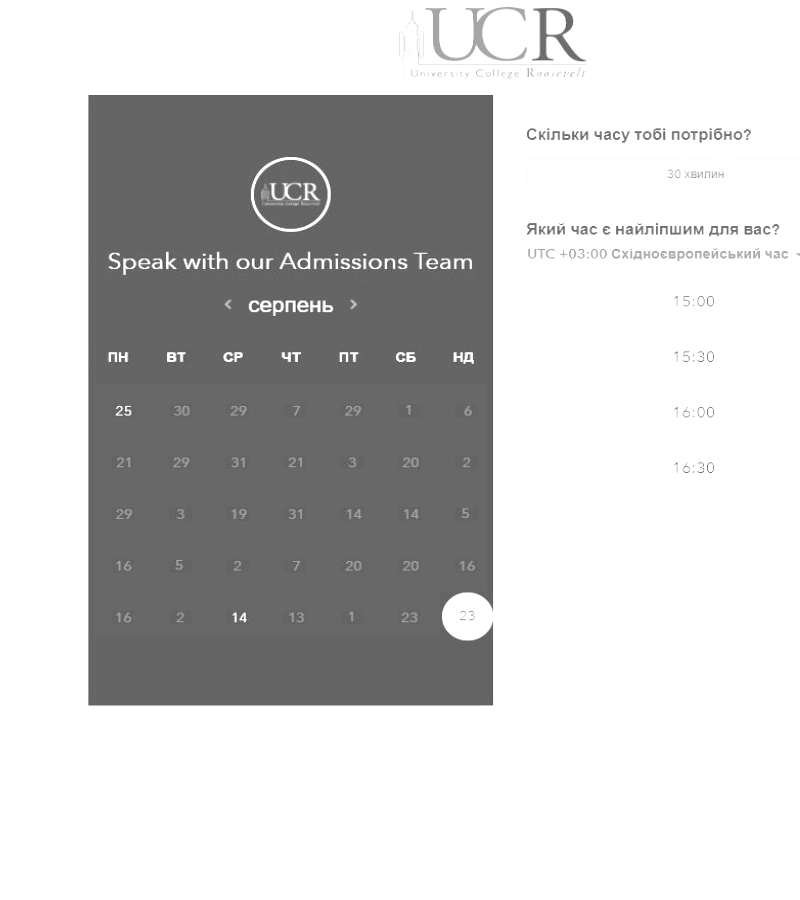 UCR
University College Roosevelt
UCR
University College Roosevelt
Speak with our Admissions Team
серпень
ПН ВТ СР ЧТ ПТ СБ НД
25 30 29 7 29 1 6
21 29 31 21 3 20 2
29 3 19 31 14 14 5
16 5 2 7 20 20 16
16 2 14 13 1 23 23
Скільки часу тобі потрібно?
30 хвилин
Який час є найліпшим для вас?
UTC +03:00 Східноєвропейський час
15:00
15:30
16:00
16:30